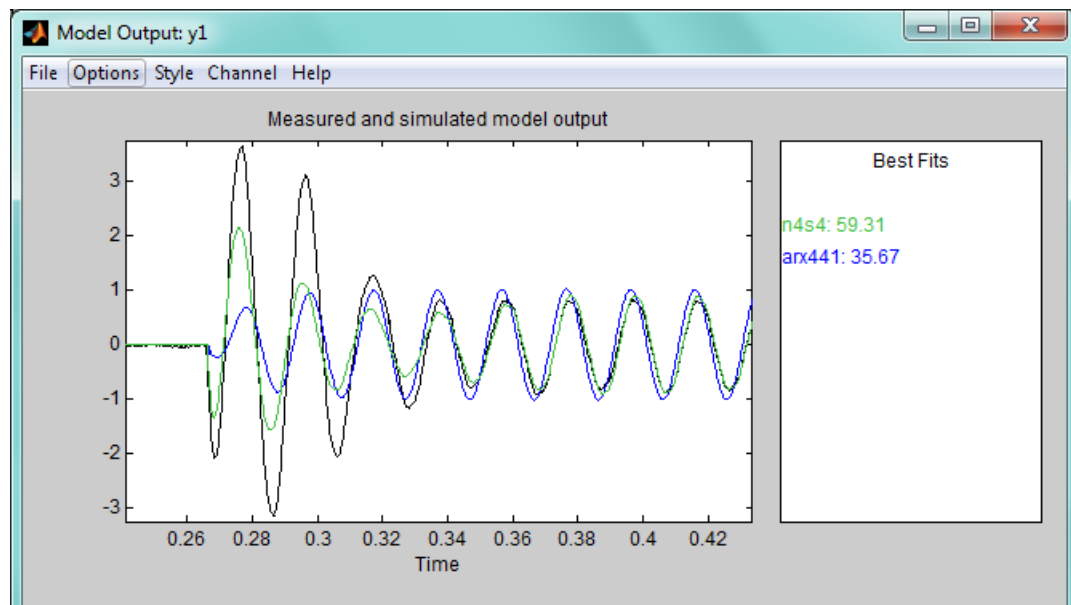 Model Output: y1
File Options Style Channel Help
Measured and simulated model output
3
2
1
0
-1
-2
-3
0.26 0.28 0.3 0.32 0.34 0.36 0.38 0.4 0.42
Time
Best Fits
n4s4: 59.31
arx441: 35.67